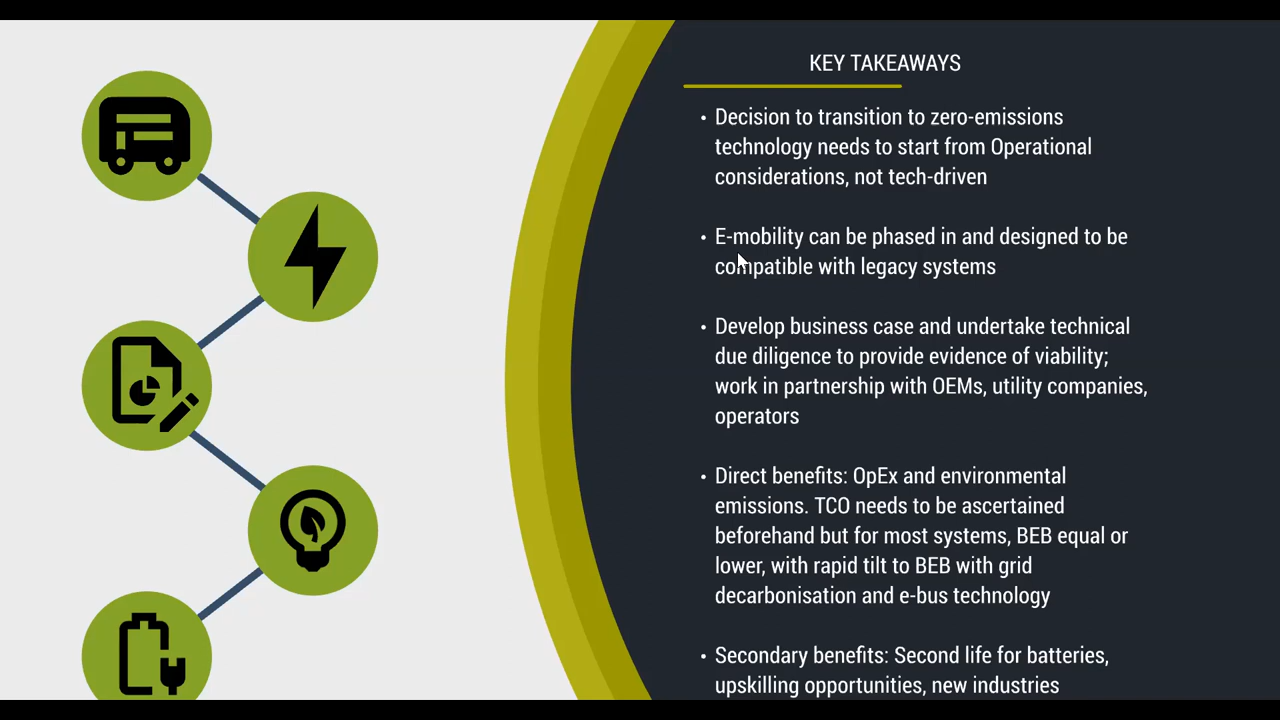 KEY TAKEAWAYS
• Decision to transition to zero-emissions
technology needs to start from Operational
considerations, not tech-driven
• E-mobility can be phased in and designed to be
compatible with legacy systems
• Develop business case and undertake technical
due diligence to provide evidence of viability;
work in partnership with OEMs, utility companies,
operators
• Direct benefits: OpEx and environmental
emissions. TCO needs to be ascertained
beforehand but for most systems, BEB equal or
lower, with rapid tilt to BEB with grid
decarbonisation and e-bus technology
• Secondary benefits: Second life for batteries,
upskilling opportunities, new industries